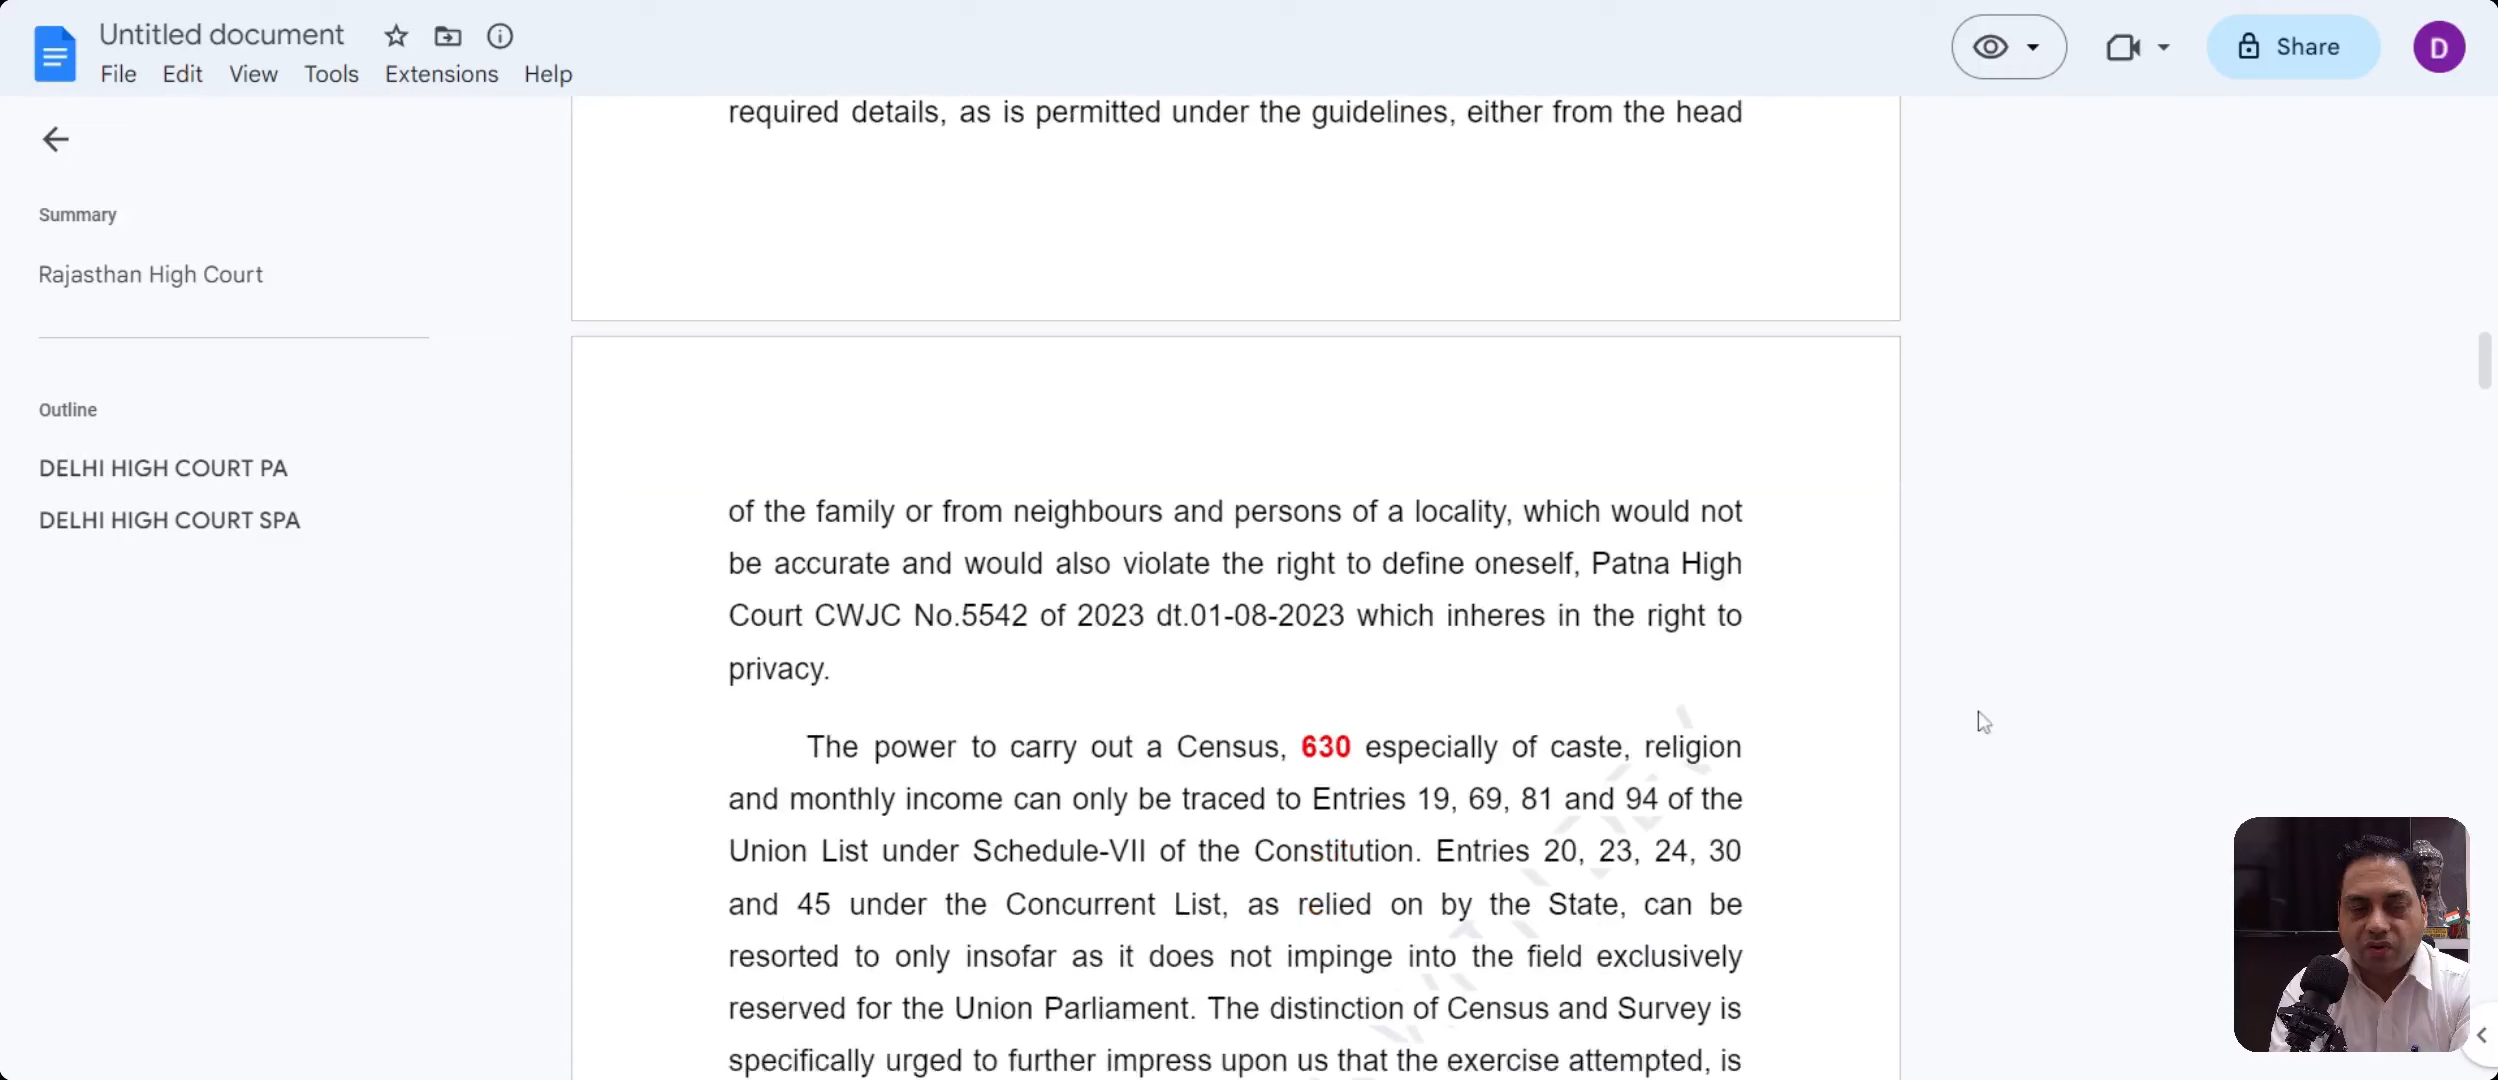 Untitled document
File Edit View Tools Extensions Help
Share
D
Summary
Rajasthan High Court
Outline
DELHI HIGH COURT PA
DELHI HIGH COURT SPA
required details, as is permitted under the guidelines, either from the head
of the family or from neighbours and persons of a locality, which would not
be accurate and would also violate the right to define oneself, Patna High
Court CWJC No.5542 of 2023 dt.01-08-2023 which inheres in the right to
privacy.
The power to carry out a Census, 630 especially of caste, religion
and monthly income can only be traced to Entries 19, 69, 81 and 94 of the
Union List under Schedule-VII of the Constitution. Entries 20, 23, 24, 30
and 45 under the Concurrent List, as relied on by the State, can be
resorted to only insofar as it does not impinge into the field exclusively
reserved for the Union Parliament. The distinction of Census and Survey is
specifically urged to further impress upon us that the exercise attempted, is